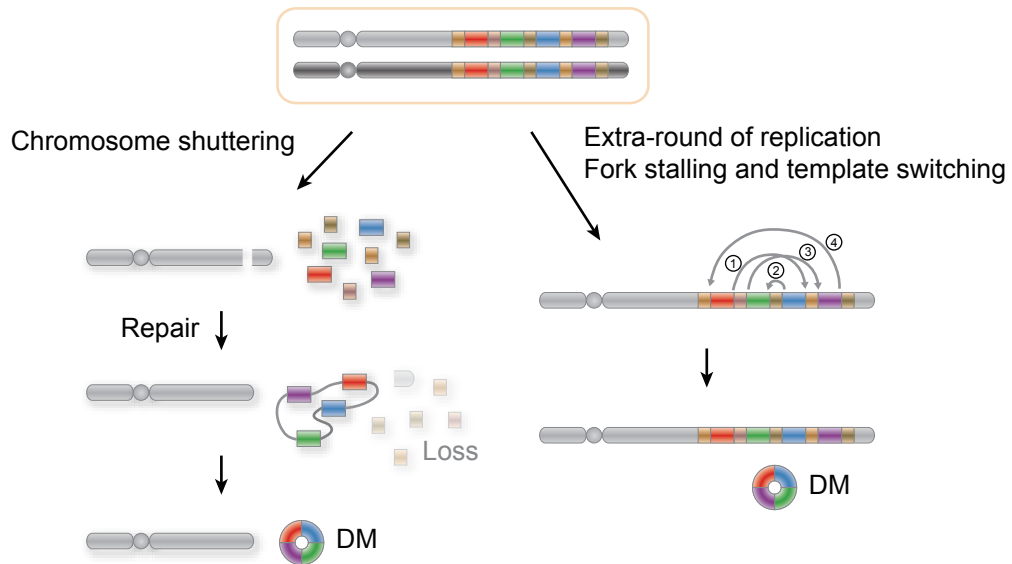 Chromosome shuttering
Extra-round of replication
Fork stalling and template switching
①
②
③
④
Repair
Loss
DM
DM